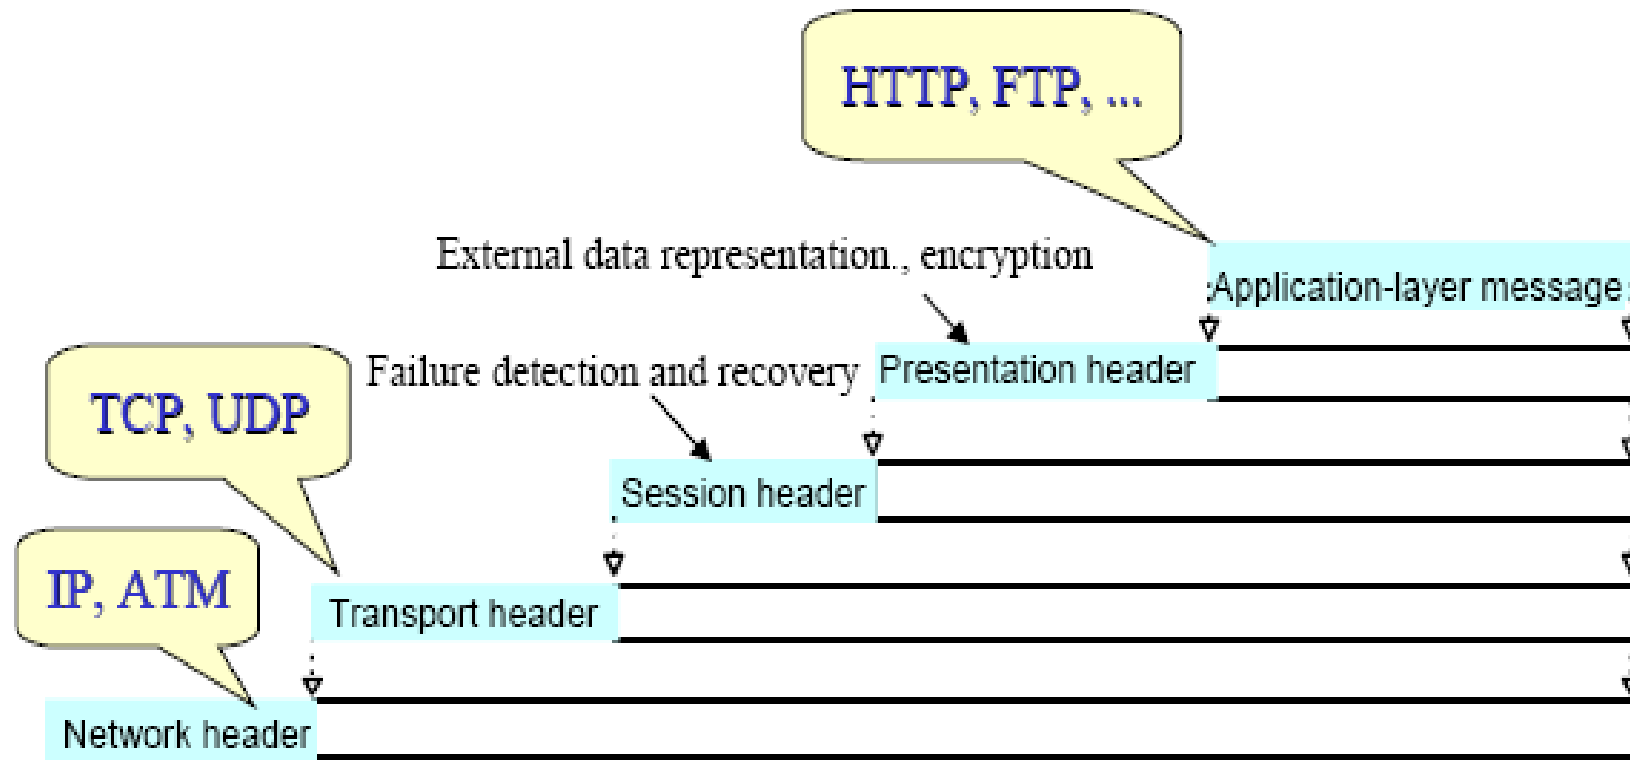 HTTP, FTP, ...
External data representation., encryption
Application-layer message
Failure detection and recovery
Presentation header
TCP, UDP
Session header
IP, ATM
Transport header
Network header